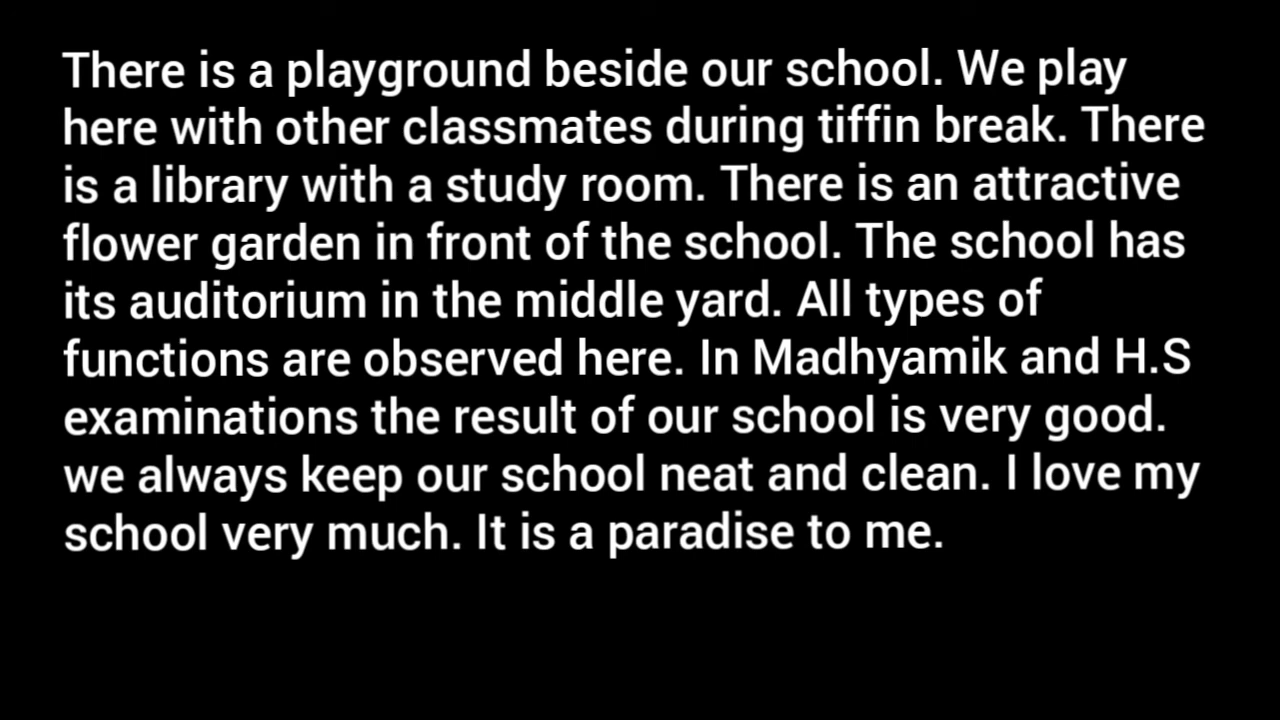 There is a playground beside our school. We play
here with other classmates during tiffin break. There
is a library with a study room. There is an attractive
flower garden in front of the school. The school has
its auditorium in the middle yard. All types of
functions are observed here. In Madhyamik and H.S
examinations the result of our school is very good.
we always keep our school neat and clean. I love my
school very much. It is a paradise to me.